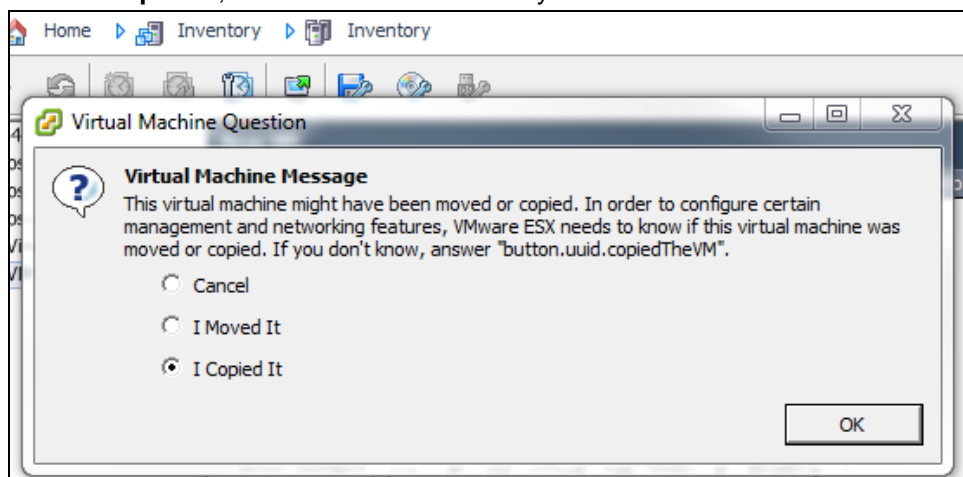 Home Inventory Inventory
Virtual Machine Question
Virtual Machine Message
This virtual machine might have been moved or copied. In order to configure certain
management and networking features, VMware ESX needs to know if this virtual machine was
moved or copied. If you don't know, answer "button.uuid.copiedTheVM".
Cancel
I Moved It
I Copied It
OK